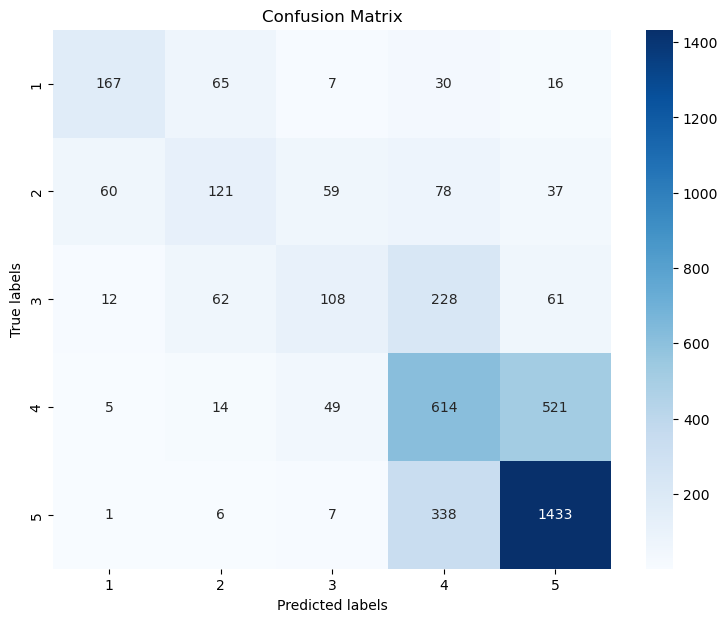 Confusion Matrix
1 167 65 7 30 16
2 60 121 59 78 37
3 12 62 108 228 61
4 5 14 49 614 521
5 1 6 7 338 1433
1 2 3 4 5
Predicted labels
True labels
1400
1200
1000
800
600
400
200